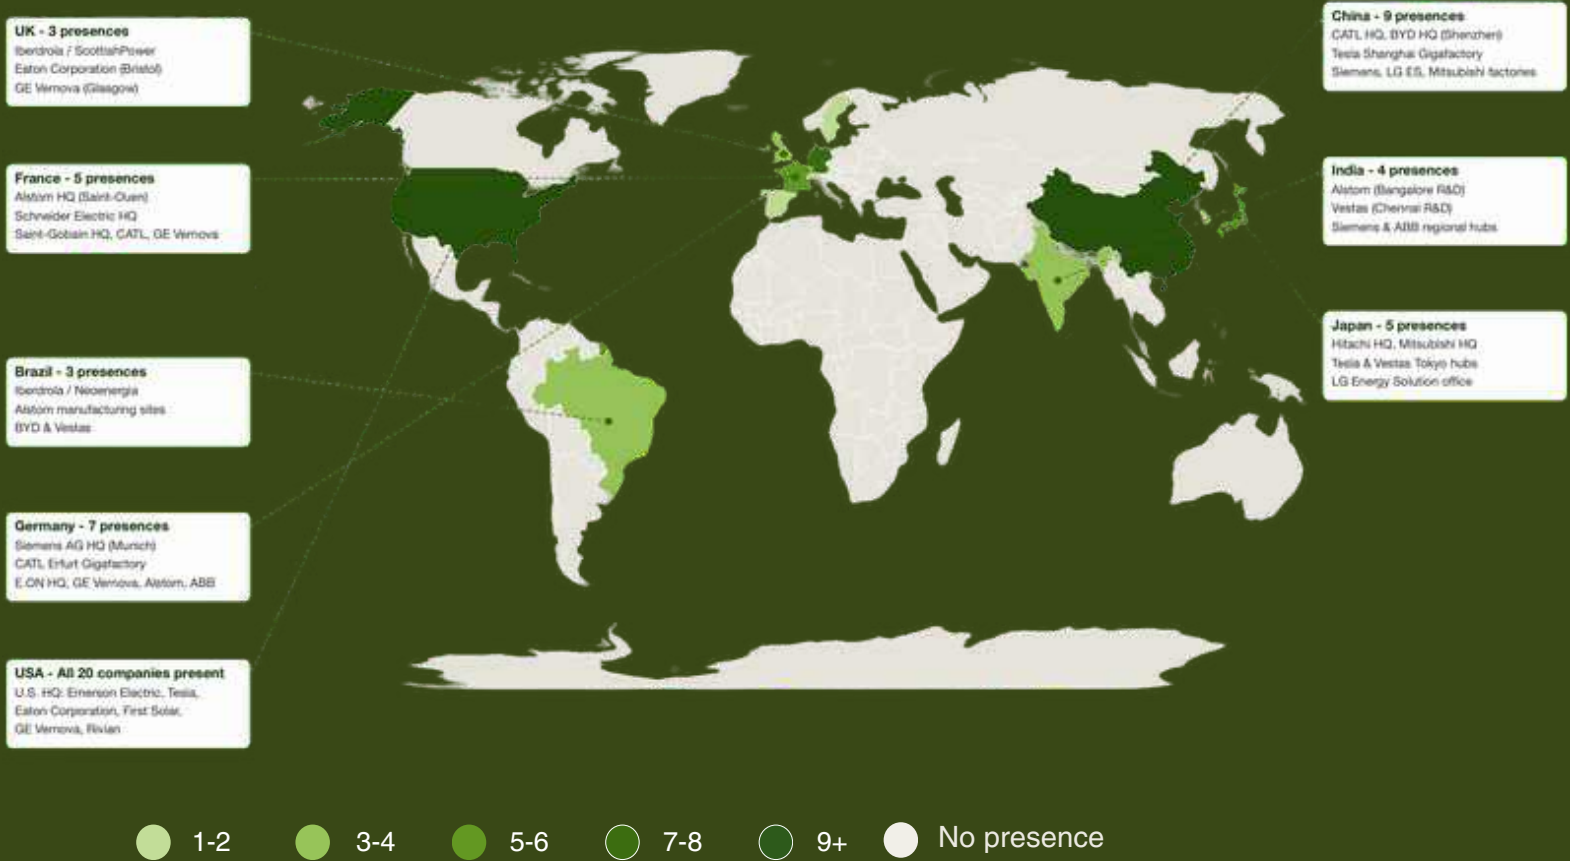 UK - 3 presences
Iberdrola / ScottishPower
Eaton Corporation (Bristol)
GE Vernova (Glasgow)
France - 5 presences
Alstom HQ (Saint-Ouen)
Schneider Electric HQ
Saint-Gobain HQ, CATL, GE Vernova
Brazil - 3 presences
Iberdrola / Neoenergia
Alstom manufacturing sites
BYD & Vestas
Germany - 7 presences
Siemens AG HQ (Munich)
CATL Erfurt Gigafactory
E.ON HQ, GE Vernova, Alstom, ABB
USA - All 20 companies present
U.S. HQ: Emerson Electric, Tesla,
Eaton Corporation, First Solar,
GE Vernova, Rivian
China - 9 presences
CATL HQ, BYD HQ (Shenzhen)
Tesla Shanghai Gigafactory
Siemens, LG ES, Mitsubishi factories
India - 4 presences
Alstom (Bangalore R&D)
Vestas (Chennai R&D)
Siemens & ABB regional hubs
Japan - 5 presences
Hitachi HQ, Mitsubishi HQ
Tesla & Vestas Tokyo hubs
LG Energy Solution office
1-2
3-4
5-6
7-8
9+
No presence